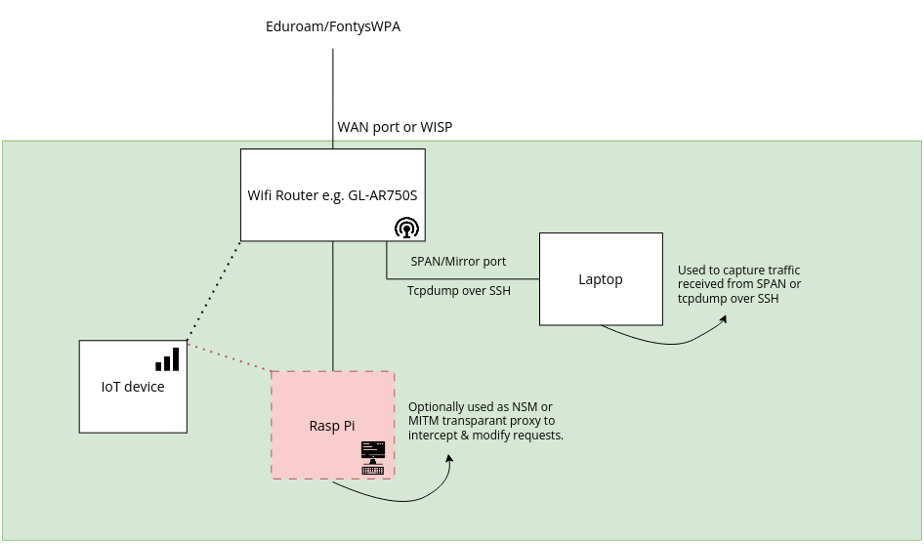 Eduroam/FontysWPA
WAN port or WISP
Wifi Router e.g. GL-AR750S
SPAN/Mirror port
Tcpdump over SSH
Laptop
Used to capture traffic
received from SPAN or
tcpdump over SSH
IoT device
Rasp Pi
Optionally used as NSM or
MITM transparant proxy to
intercept & modify requests.